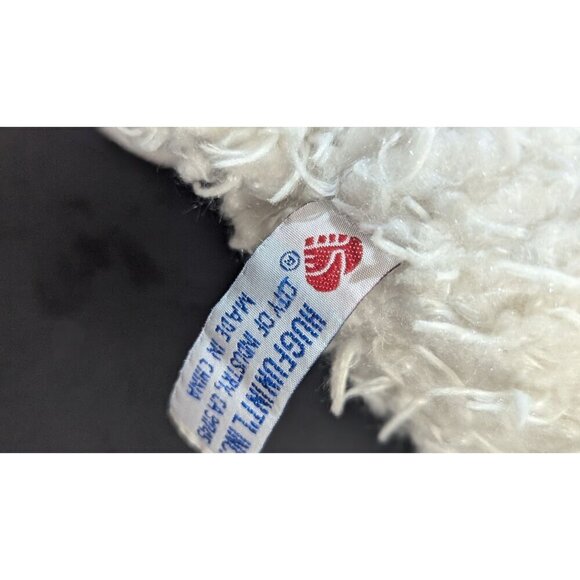 ®
HUGFUN INT'L INC.
CITY OF INDUSTRY, CA
MADE IN CHINA